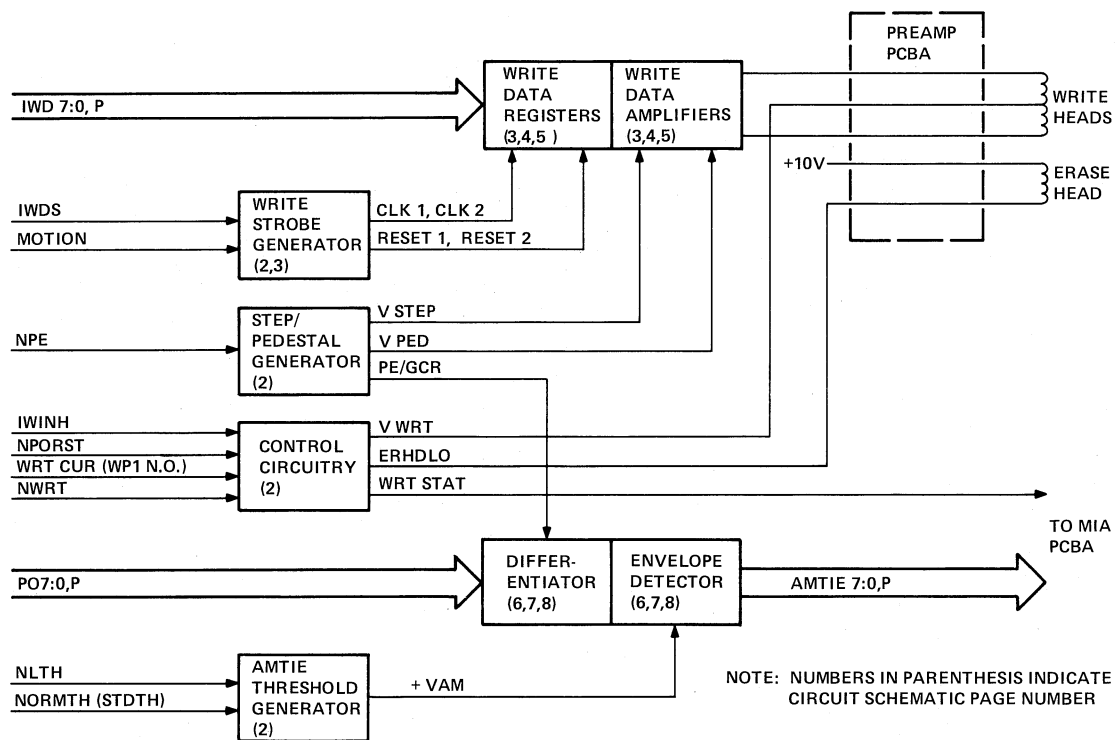 PREAMP
PCBA
IWD 7:0, P
WRITE
DATA
REGISTERS
(3,4,5 )
WRITE
DATA
AMPLIFIERS
(3,4,5)
WRITE
HEADS
+10V
ERASE
HEAD
IWDS
MOTION
WRITE
STROBE
GENERATOR
(2,3)
CLK 1, CLK 2
RESET 1, RESET 2
NPE
STEP/
PEDESTAL
GENERATOR
(2)
V STEP
V PED
PE/GCR
IWINH
NPORST
WRT CUR (WP1 N.O.)
NWRT
CONTROL
CIRCUITRY
(2)
V WRT
ERHDLO
WRT STAT
TO MIA
PCBA
PO7:0,P
DIFFER-
ENTIATOR
(6,7,8)
ENVELOPE
DETECTOR
(6,7,8)
AMTIE 7:0,P
NLTH
NORMTH (STDTH)
AMTIE
THRESHOLD
GENERATOR
(2)
+ VAM
NOTE: NUMBERS IN PARENTHESIS INDICATE
CIRCUIT SCHEMATIC PAGE NUMBER